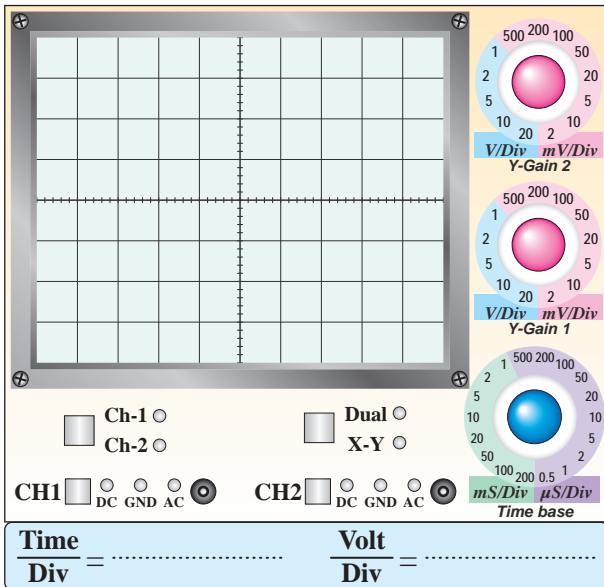 500 200 100
1 50
2 20
5 10
10 5
20 2
V/Div mV/Div
Y-Gain 2
500 200 100
1 50
2 20
5 10
10 5
20 2
V/Div mV/Div
Y-Gain 1
1 500 200 100
2 50
5 20
10 10
20 5
50 2
100 200 0.5 1
mS/Div µS/Div
Time base
Ch-1
Ch-2
Dual
X-Y
CH1 DC GND AC
CH2 DC GND AC
Time
Div
= ..............................
Volt
Div
= ..............................